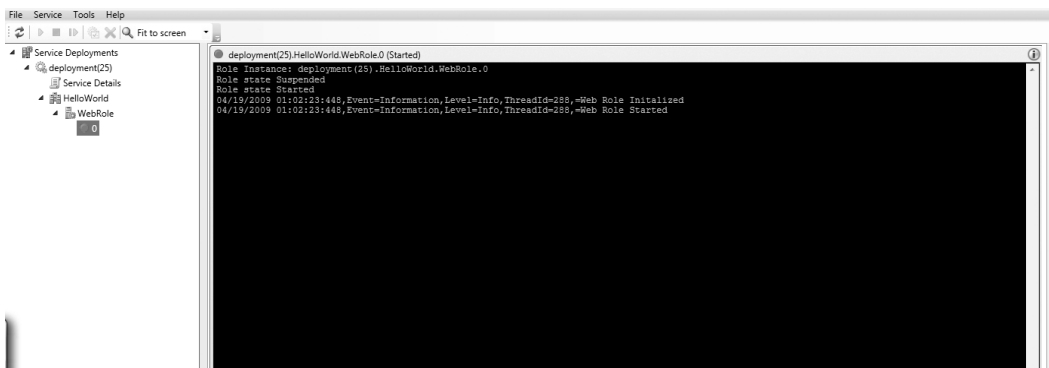 File Service Tools Help
Fit to screen
Service Deployments
deployment(25)
Service Details
HelloWorld
WebRole
0
deployment(25).HelloWorld.WebRole.0 (Started)
Role Instance: deployment(25).HelloWorld.WebRole.0
Role state Suspended
Role state Started
04/19/2009 01:02:23:448,Event=Information,Level=Info,ThreadId=288,=Web Role Initalized
04/19/2009 01:02:23:448,Event=Information,Level=Info,ThreadId=288,=Web Role Started